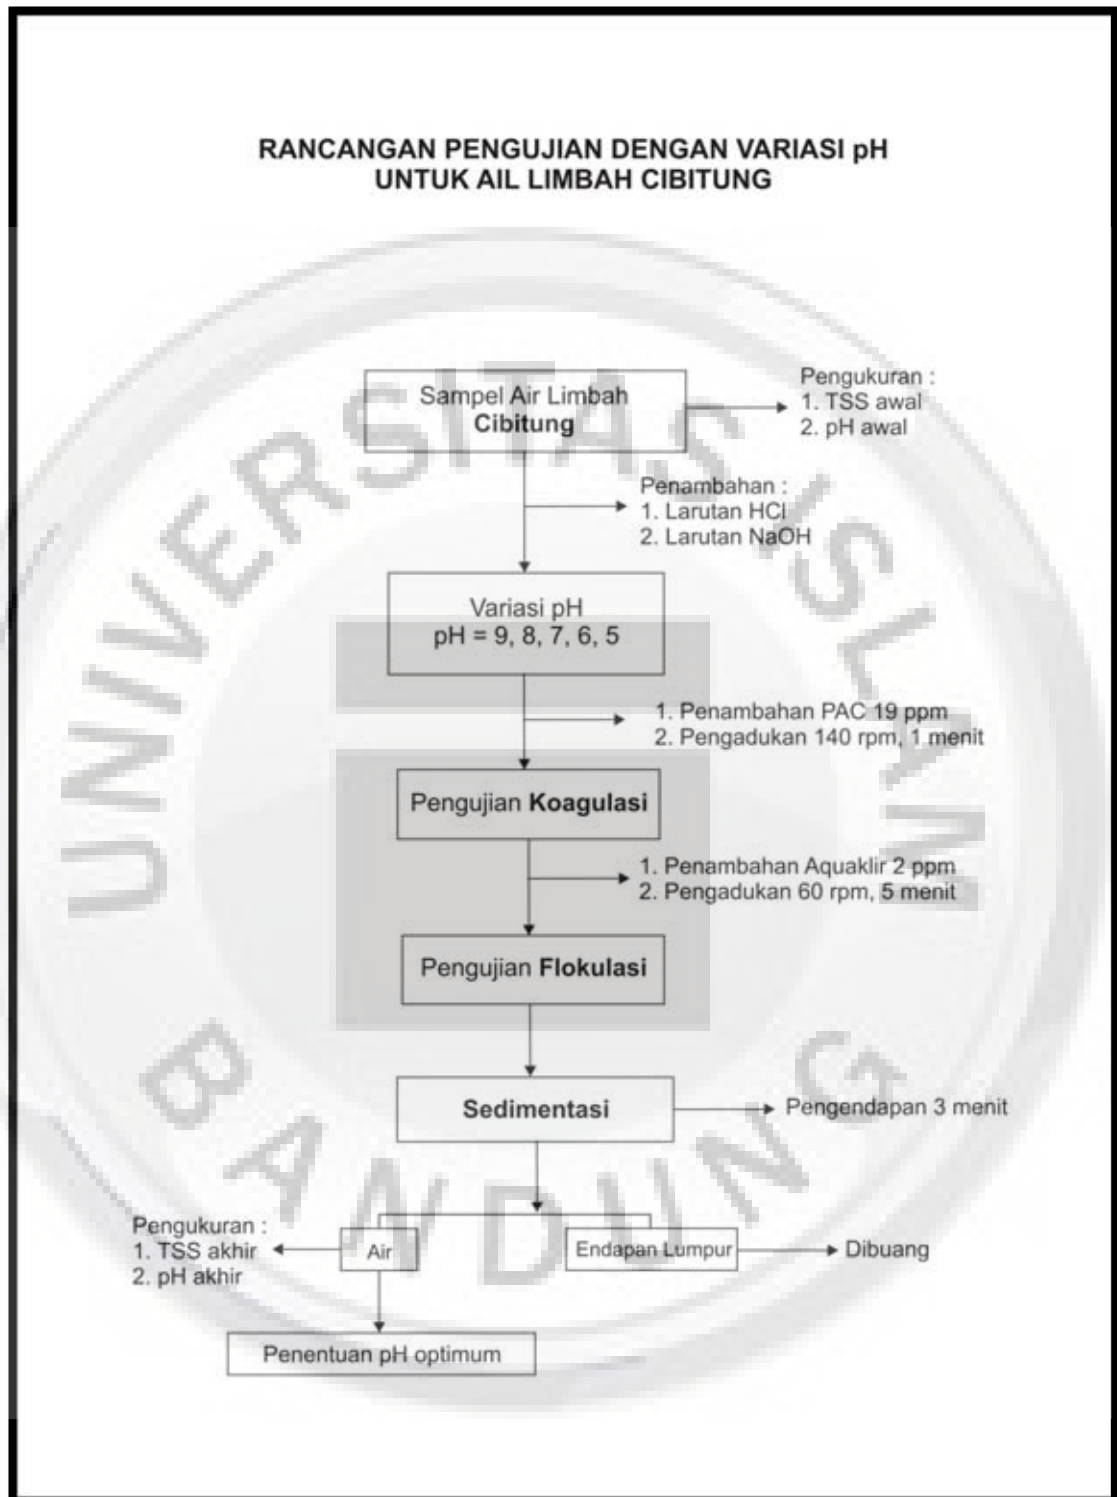 RANCANGAN PENGUJIAN DENGAN VARIASI pH
UNTUK AIL LIMBAH CIBITUNG
Sampel Air Limbah
Cibitung
Pengukuran :
1. TSS awal
2. pH awal
Penambahan :
1. Larutan HCl
2. Larutan NaOH
Variasi pH
pH = 9, 8, 7, 6, 5
1. Penambahan PAC 19 ppm
2. Pengadukan 140 rpm, 1 menit
Pengujian Koagulasi
1. Penambahan Aquaklir 2 ppm
2. Pengadukan 60 rpm, 5 menit
Pengujian Flokulasi
Sedimentasi
Pengendapan 3 menit
Pengukuran :
1. TSS akhir
2. pH akhir
Air
Endapan Lumpur
Dibuang
Penentuan pH optimum
UNIVERSITAS ISLAM
BANDUNG